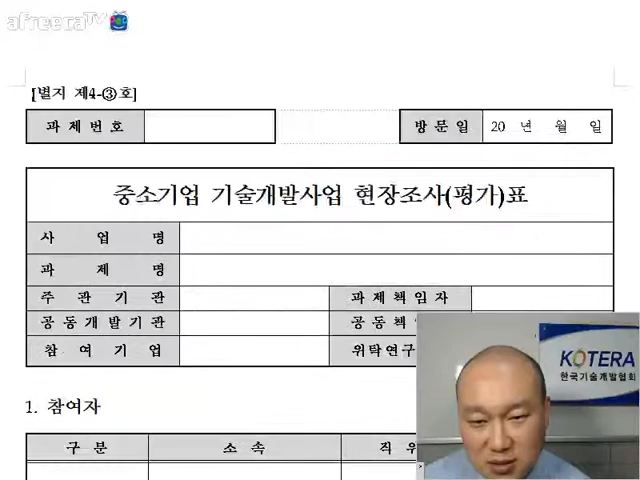 afreecaTV
[별지 제4-③호]
과 제 번 호
방 문 일 20 년 월 일
중소기업 기술개발사업 현장조사(평가)표
사 업 명
과 제 명
주 관 기 관 과 제 책 임 자
공 동 개 발 기 관 공 동 책
참 여 기 업 위탁연구
KOTERA
한국기술개발협회
1. 참여자
구 분 소 속 직 위